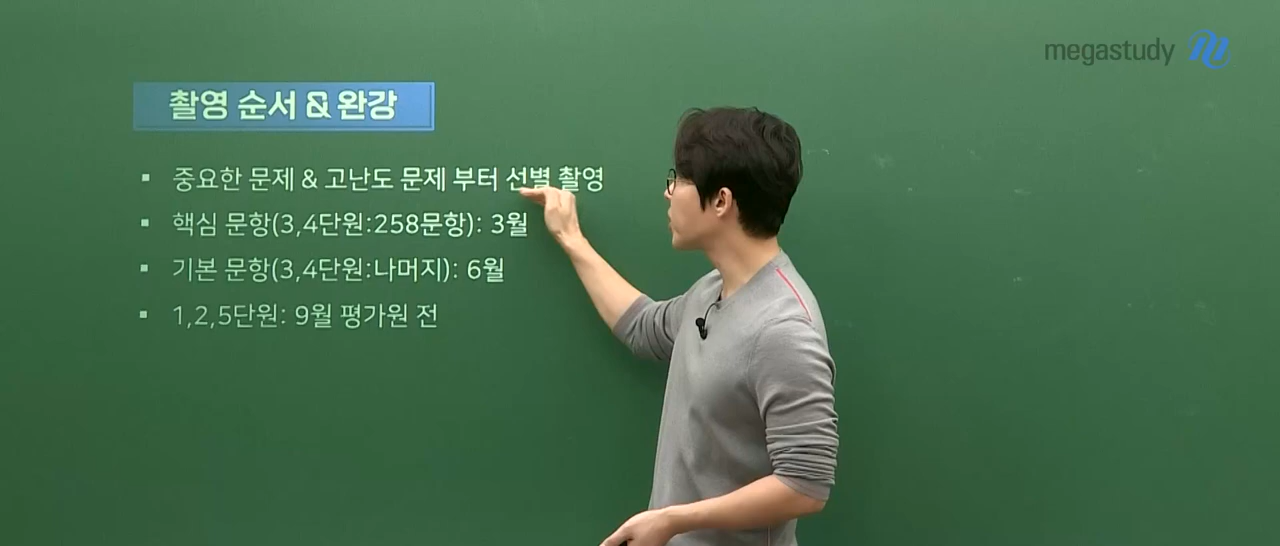 megastudy
촬영 순서 & 완강
중요한 문제 & 고난도 문제 부터 선별 촬영
핵심 문항(3,4단원:258문항): 3월
기본 문항(3,4단원:나머지): 6월
1,2,5단원: 9월 평가원 전